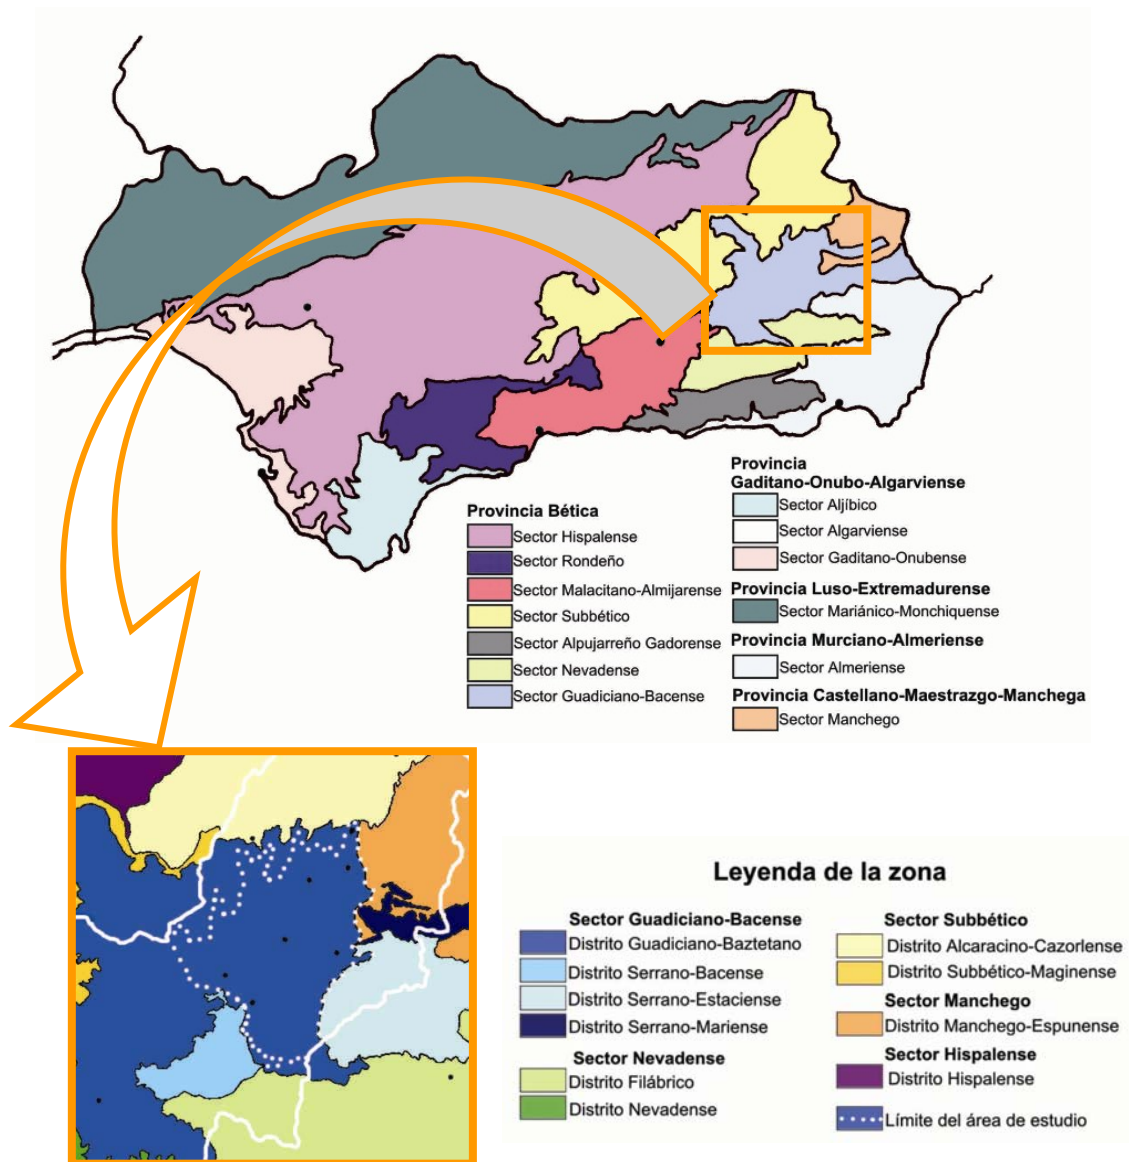 Provincia Bética
Sector Hispalense
Sector Rondeño
Sector Malacitano-Almijarense
Sector Subbético
Sector Alpujarreño Gadorense
Sector Nevadense
Sector Guadiciano-Bacense
Provincia
Gaditano-Onubo-Algarviense
Sector Aljíbico
Sector Algarviense
Sector Gaditano-Onubense
Provincia Luso-Extremadurense
Sector Mariánico-Monchiquense
Provincia Murciano-Almeriense
Sector Almeriense
Provincia Castellano-Maestrazgo-Manchega
Sector Manchego
Leyenda de la zona
Sector Guadiciano-Bacense
Distrito Guadiciano-Baztetano
Distrito Serrano-Bacense
Distrito Serrano-Estaciense
Distrito Serrano-Mariense
Sector Nevadense
Distrito Filábrico
Distrito Nevadense
Sector Subbético
Distrito Alcaracino-Cazorlense
Distrito Subbético-Maginense
Sector Manchego
Distrito Manchego-Espunense
Sector Hispalense
Distrito Hispalense
Límite del área de estudio